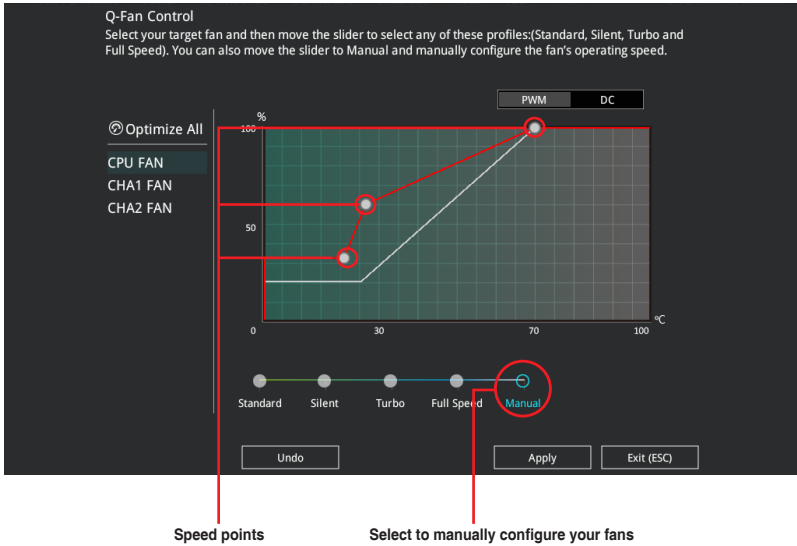 Q-Fan Control
Select your target fan and then move the slider to select any of these profiles:(Standard, Silent, Turbo and
Full Speed). You can also move the slider to Manual and manually configure the fan's operating speed.
PWM DC
Optimize All
CPU FAN
CHA1 FAN
CHA2 FAN
%
100
50
0 30 70 100
ºC
Standard Silent Turbo Full Speed Manual
Undo Apply Exit (ESC)
Speed points Select to manually configure your fans